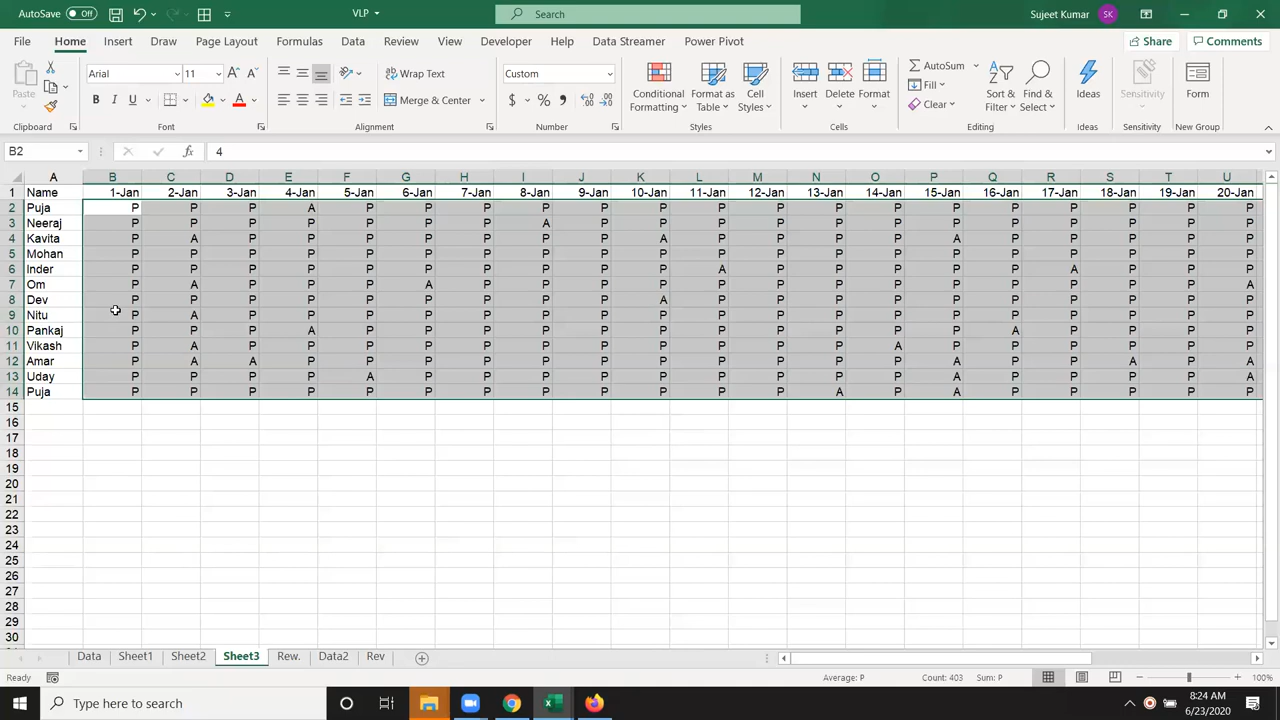 AutoSave Off VLP Search Sujeet Kumar SK
File Home Insert Draw Page Layout Formulas Data Review View Developer Help Data Streamer Power Pivot Share Comments
Paste Arial 11 Wrap Text Custom Conditional Formatting Format as Table Cell Styles Insert Delete Format AutoSum Fill Clear Sort & Filter Find & Select Ideas Sensitivity Form
B I U Merge & Center $ % ,
Clipboard Font Alignment Number Styles Cells Editing Ideas Sensitivity New Group
B2 fx 4
A B C D E F G H I J K L M N O P Q R S T U
1 Name 1-Jan 2-Jan 3-Jan 4-Jan 5-Jan 6-Jan 7-Jan 8-Jan 9-Jan 10-Jan 11-Jan 12-Jan 13-Jan 14-Jan 15-Jan 16-Jan 17-Jan 18-Jan 19-Jan 20-Jan
2 Puja P P P A P P P P P P P P P P P P P P P P
3 Neeraj P P P P P P P A P P P P P P P P P P P P
4 Kavita P A P P P P P P P A P P P P A P P P P P
5 Mohan P P P P P P P P P P P P P P P P P P P P
6 Inder P P P P P P P P P P A P P P P P A P P P
7 Om P A P P P A P P P P P P P P P P P P P A
8 Dev P P P P P P P P P A P P P P P P P P P P
9 Nitu P A P P P P P P P P P P P P P P P P P P
10 Pankaj P P P A P P P P P P P P P P P A P P P P
11 Vikash P A P P P P P P P P P P P A P P P P P P
12 Amar P A A P P P P P P P P P P P A P P A P A
13 Uday P P P P A P P P P P P P P P A P P P P A
14 Puja P P P P P P P P P P P P A P A P P P P P
15
16
17
18
19
20
21
22
23
24
25
26
27
28
29
30
Data Sheet1 Sheet2 Sheet3 Rew. Data2 Rev
Ready Average: P Count: 403 Sum: P 100%
Type here to search 8:24 AM
6/23/2020